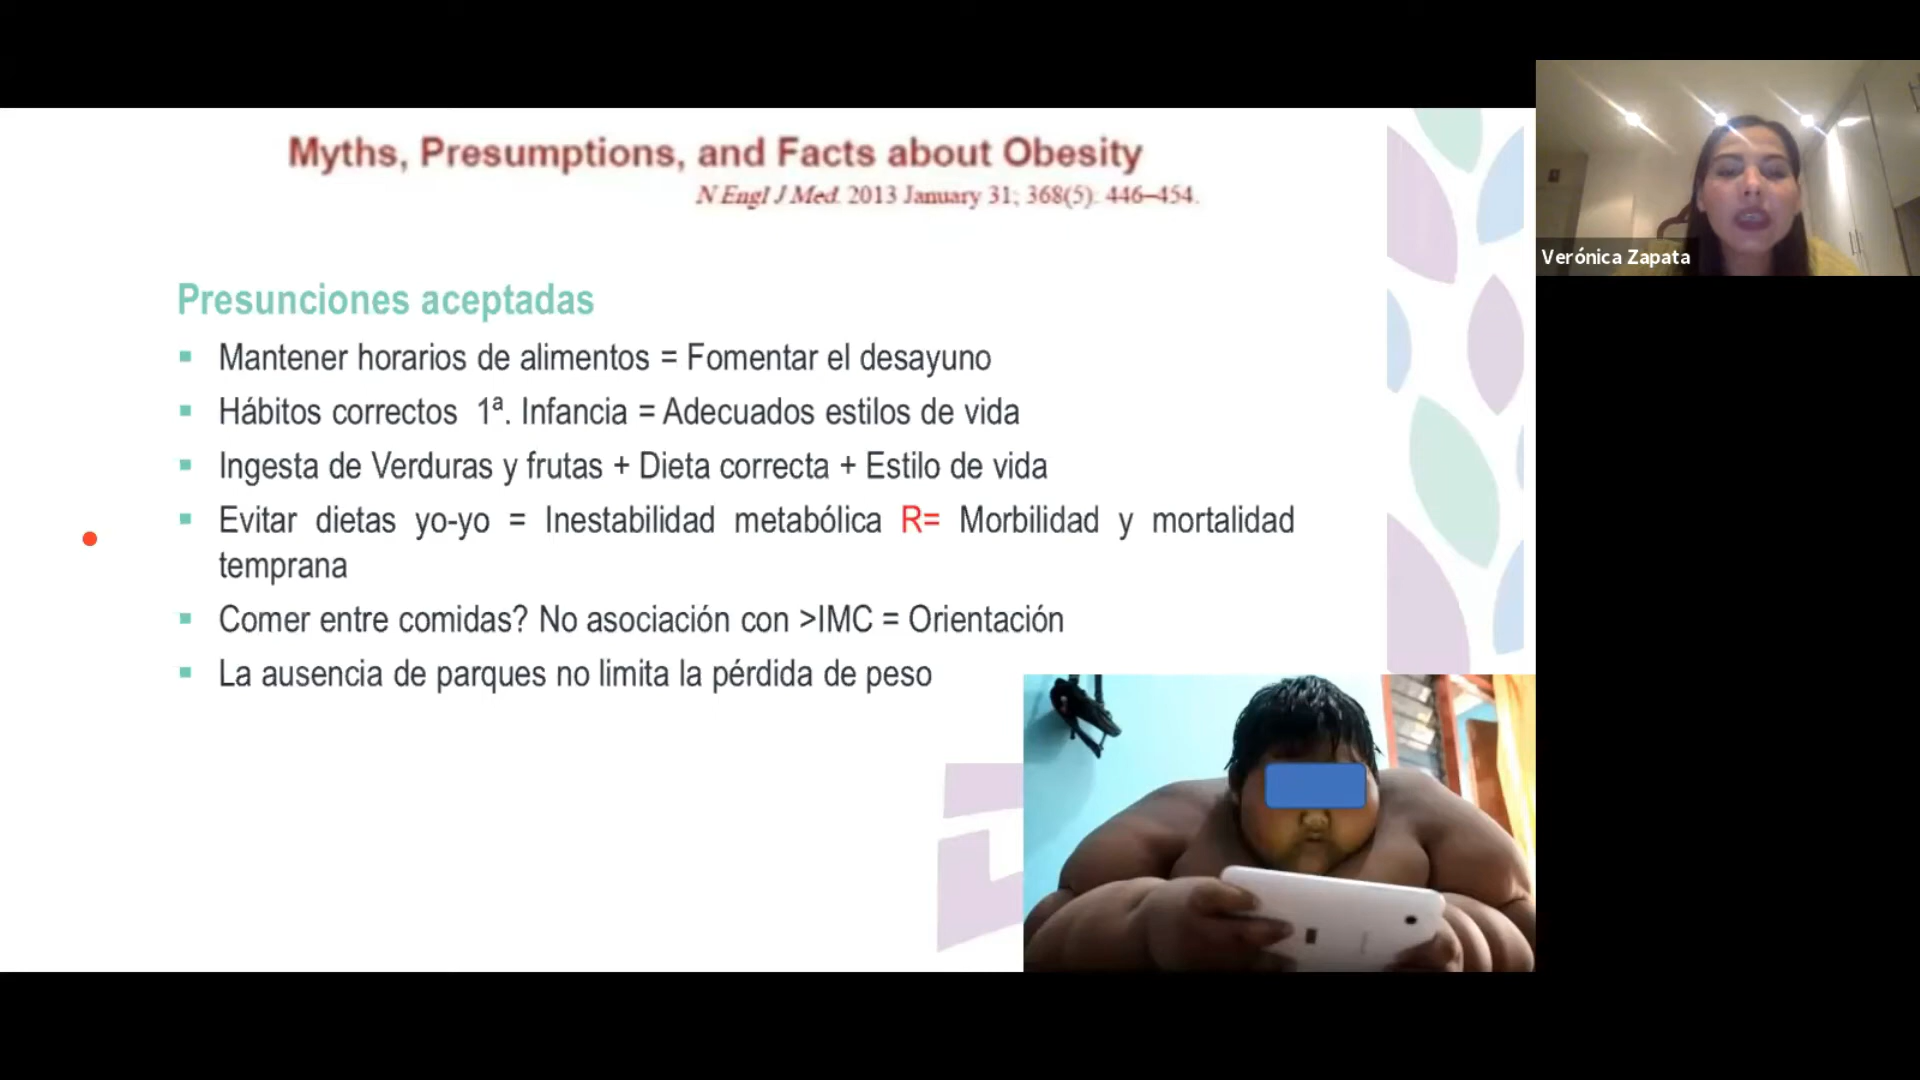 Myths, Presumptions, and Facts about Obesity
N Engl J Med. 2013 January 31; 368(5): 446–454.
Verónica Zapata
Presunciones aceptadas
Mantener horarios de alimentos = Fomentar el desayuno
Hábitos correctos 1ª. Infancia = Adecuados estilos de vida
Ingesta de Verduras y frutas + Dieta correcta + Estilo de vida
Evitar dietas yo-yo = Inestabilidad metabólica R= Morbilidad y mortalidad
temprana
Comer entre comidas? No asociación con >IMC = Orientación
La ausencia de parques no limita la pérdida de peso